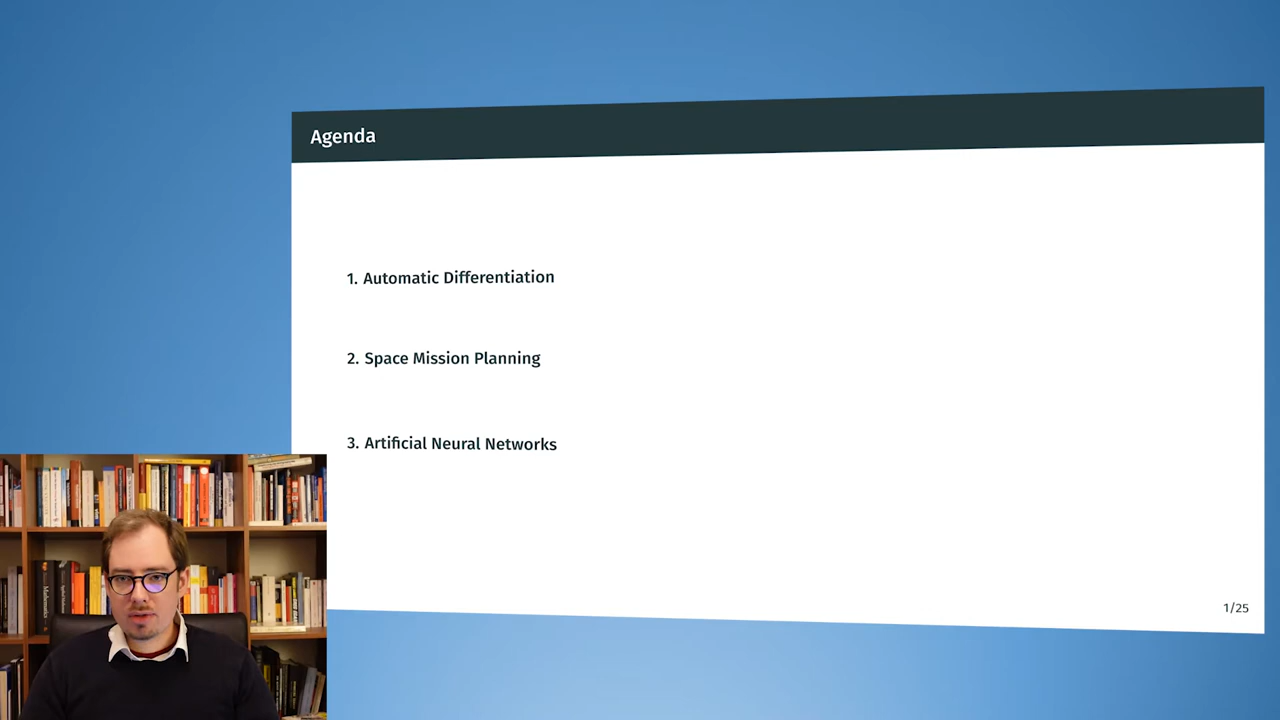 Agenda
1. Automatic Differentiation
2. Space Mission Planning
3. Artificial Neural Networks
1/25